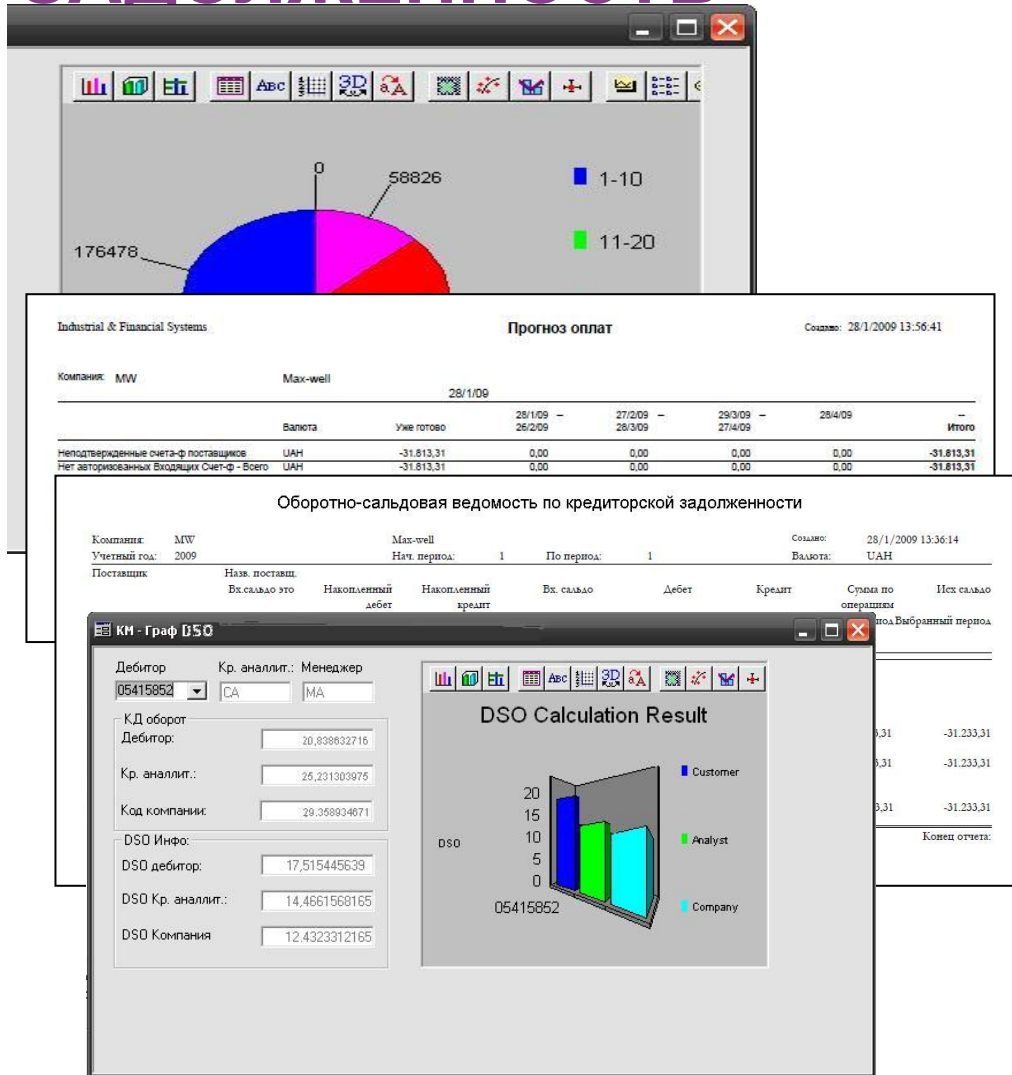 ЗАДОЛЖЕННОСТЬ
ABC 3D
0
58826
176478
1-10
11-20
Industrial & Financial Systems Прогноз оплат Создано: 28/1/2009 13:56:41
Компания: MW Max-well
28/1/09
28/1/09 – 27/2/09 – 29/3/09 – 28/4/09 --
Валюта Уже готово 26/2/09 28/3/09 27/4/09 Итого
Неподтвержденные счета-ф поставщиков UAH -31.813,31 0,00 0,00 0,00 0,00 -31.813,31
Нет авторизованных Входящих Счет-ф - Всего UAH -31.813,31 0,00 0,00 0,00 0,00 -31.813,31
Оборотно-сальдовая ведомость по кредиторской задолженности
Компания: MW Max-well Создано: 28/1/2009 13:36:14
Учетный год: 2009 Нач. период: 1 По период: 1 Валюта: UAH
Поставщик Назв. поставщ.
Вх.сальдо это Накопленный Накопленный Вх. сальдо Дебет Кредит Сумма по Исх сальдо
дебет кредит операциям
Выбранный период
3,31 -31.233,31
3,31 -31.233,31
3,31 -31.233,31
Конец отчета:
КМ - Граф DSO
Дебитор Кр. аналлит.: Менеджер
05415852 CA MA
КД оборот
Дебитор: 20,838632716
Кр. аналлит.: 25,231303975
Код компании: 29.358934671
DSO Инфо:
DSO дебитор: 17,515445639
DSO Кр. аналлит.: 14,4661568165
DSO Компания 12.4323312165
ABC
DSO Calculation Result
20
15
10
5
0
DSO
05415852
Customer
Analyst
Company